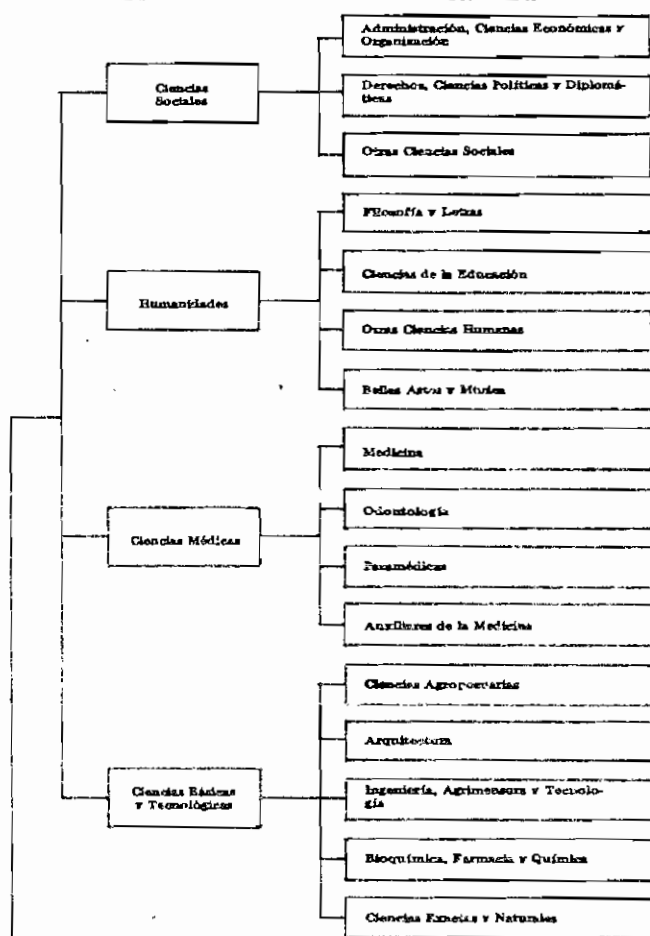 Administración, Ciencias Económicas y
Organización
Ciencias
Sociales
Derechos, Ciencias Políticas y Diplomá-
ticas
Otras Ciencias Sociales
Filosofía y Letras
Ciencias de la Educación
Humanidades
Otras Ciencias Humanas
Bellas Artes y Música
Medicina
Odontología
Ciencias Médicas
Paramédicas
Auxiliares de la Medicina
Ciencias Agropecuarias
Arquitectura
Ciencias Básicas
y Tecnológicas
Ingeniería, Agrimensura y Tecnolo-
gía
Bioquímica, Farmacia y Química
Ciencias Exactas y Naturales